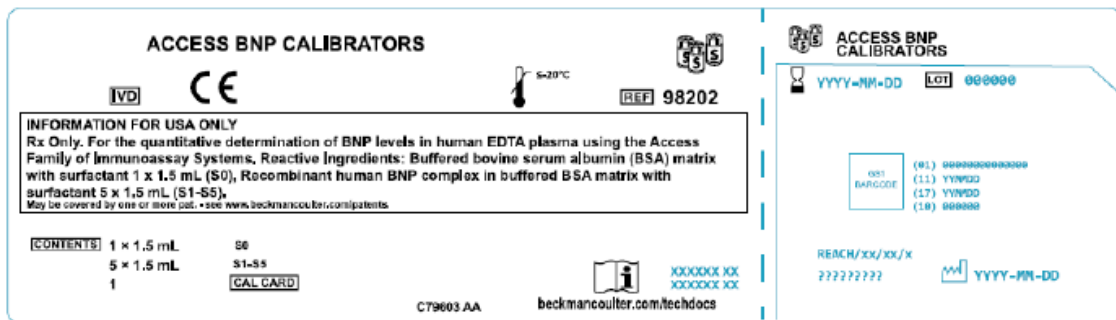 ACCESS BNP CALIBRATORS
S S S
≤-20°C
IVD
CE
REF 98202
INFORMATION FOR USA ONLY
Rx Only. For the quantitative determination of BNP levels in human EDTA plasma using the Access
Family of Immunoassay Systems. Reactive Ingredients: Buffered bovine serum albumin (BSA) matrix
with surfactant 1 x 1.5 mL (S0), Recombinant human BNP complex in buffered BSA matrix with
surfactant 5 x 1.5 mL (S1-S5).
May be covered by one or more pat. - see www.beckmancoulter.com/patents.
CONTENTS 1 × 1.5 mL S0
5 × 1.5 mL S1-S5
1 CAL CARD
C79603 AA
beckmancoulter.com/techdocs
XXXXXX XX
XXXXXX XX
S S S
ACCESS BNP
CALIBRATORS
YYYY-MM-DD LOT 000000
GS1
BARCODE
(01) 00000000000000
(11) YYMMDD
(17) YYMMDD
(10) 000000
REACH/xx/xx/x
?????????
YYYY-MM-DD